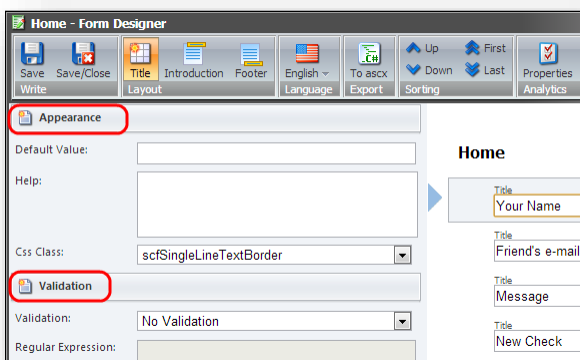 Home - Form Designer
Save Save/Close Title Introduction Footer English To ascx Up Down First Last Properties
C#
Write Layout Language Export Sorting Analytics
Appearance
Default Value:
Help:
Css Class: scfSingleLineTextBorder
Validation
Validation: No Validation
Regular Expression:
Home
Title
Your Name
Title
Friend's e-mail
Title
Message
Title
New Check